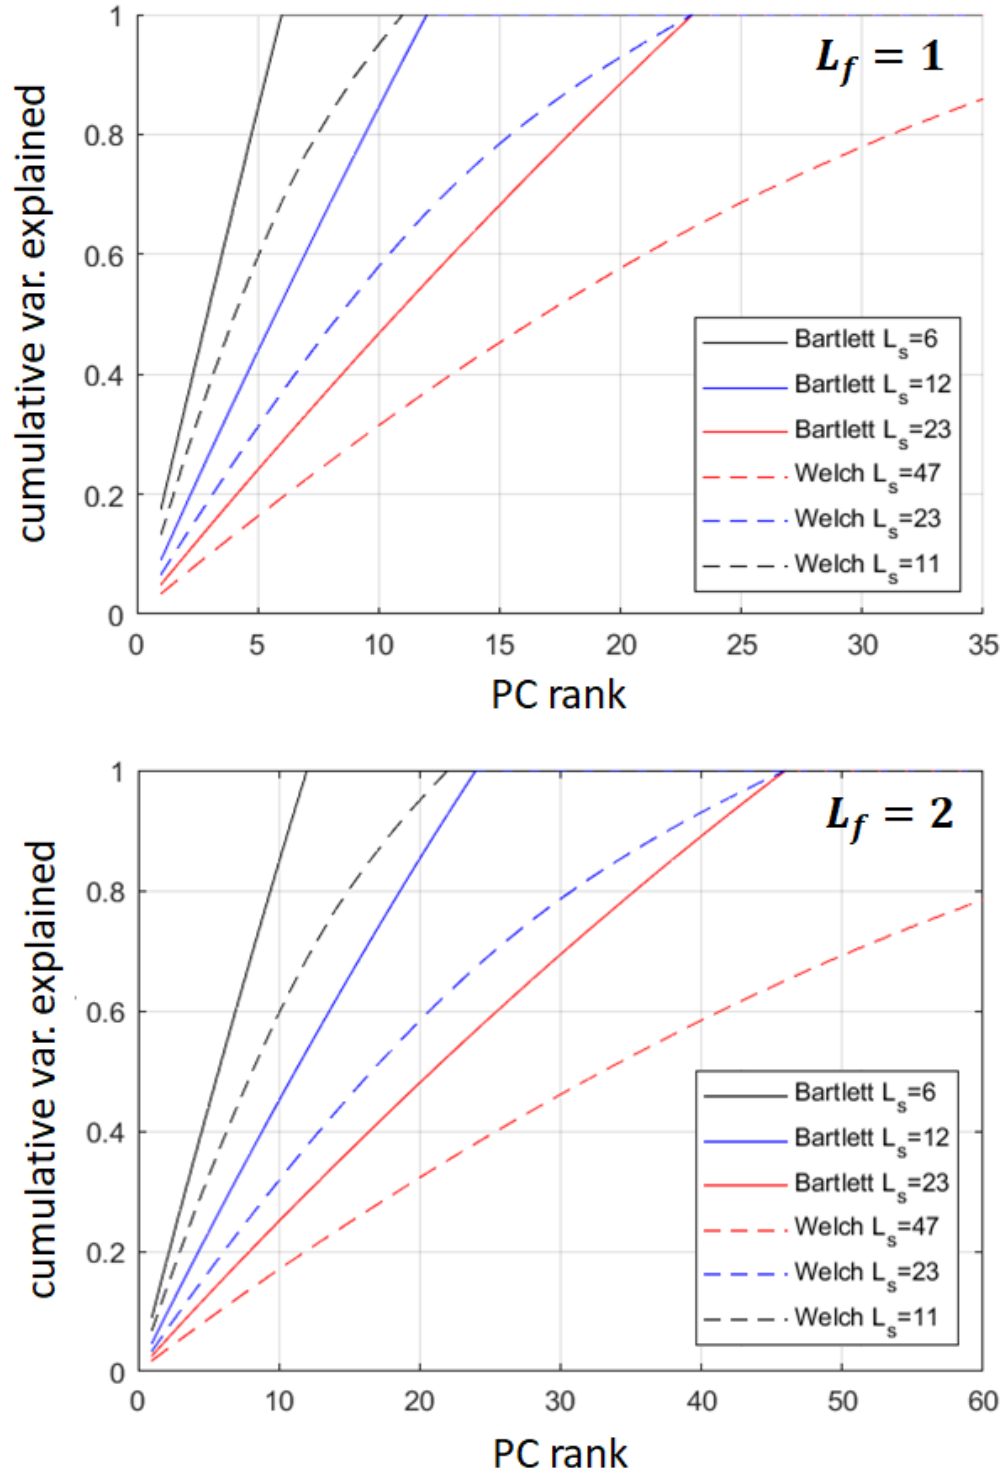 L_f = 1
cumulative var. explained
1
0.8
0.6
0.4
0.2
0
0 5 10 15 20 25 30 35
PC rank
Bartlett L_s=6
Bartlett L_s=12
Bartlett L_s=23
Welch L_s=47
Welch L_s=23
Welch L_s=11
L_f = 2
cumulative var. explained
1
0.8
0.6
0.4
0.2
0
0 10 20 30 40 50 60
PC rank
Bartlett L_s=6
Bartlett L_s=12
Bartlett L_s=23
Welch L_s=47
Welch L_s=23
Welch L_s=11